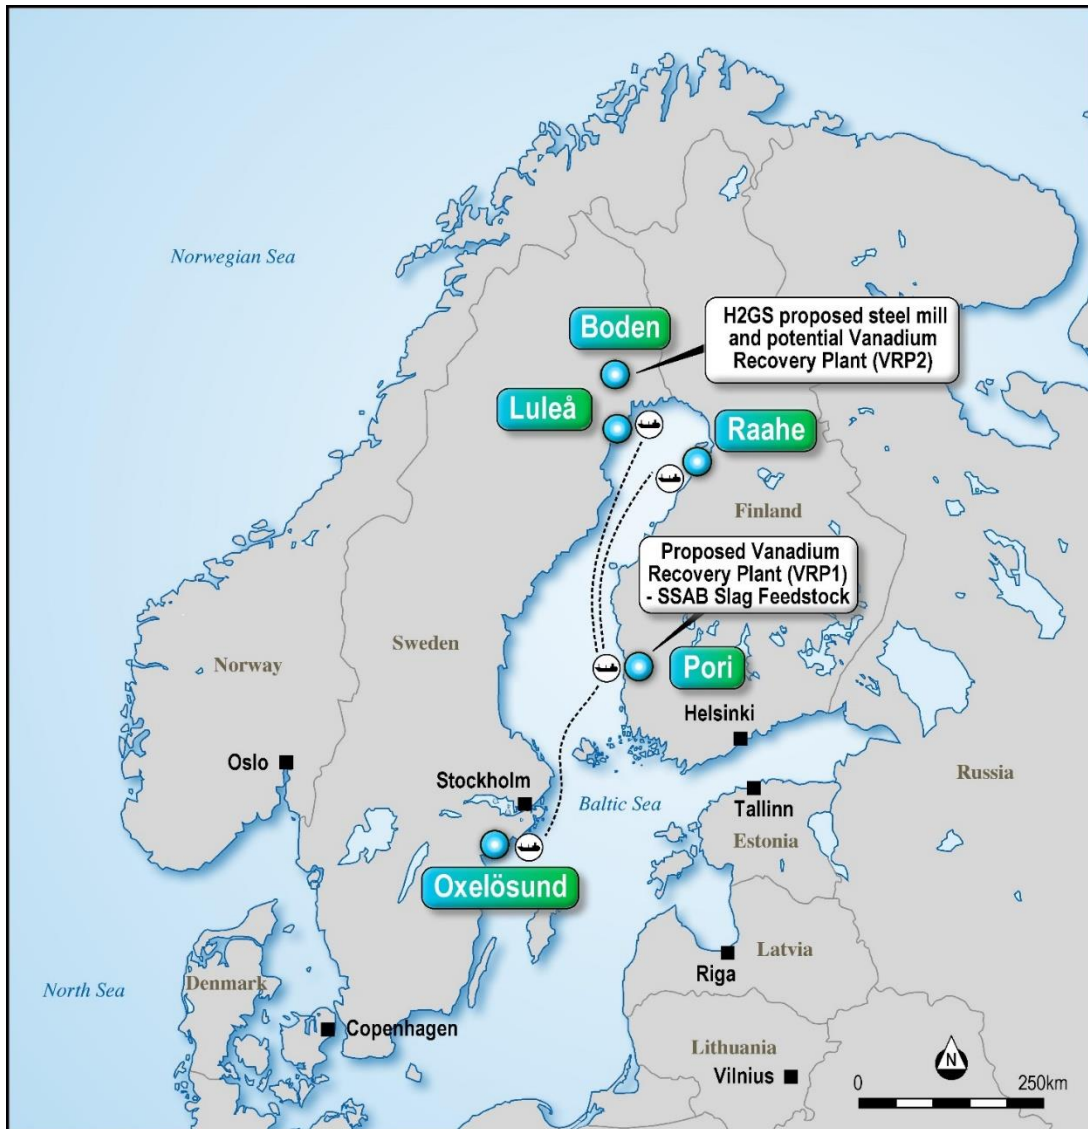 Norwegian Sea
Boden
H2GS proposed steel mill
and potential Vanadium
Recovery Plant (VRP2)
Luleå
Raahe
Finland
Proposed Vanadium
Recovery Plant (VRP1)
- SSAB Slag Feedstock
Sweden
Norway
Pori
Helsinki
Oslo
Russia
Stockholm
Baltic Sea
Tallinn
Estonia
Oxelösund
Latvia
Riga
Denmark
North Sea
Copenhagen
Lithuania
Vilnius
N
0
250km